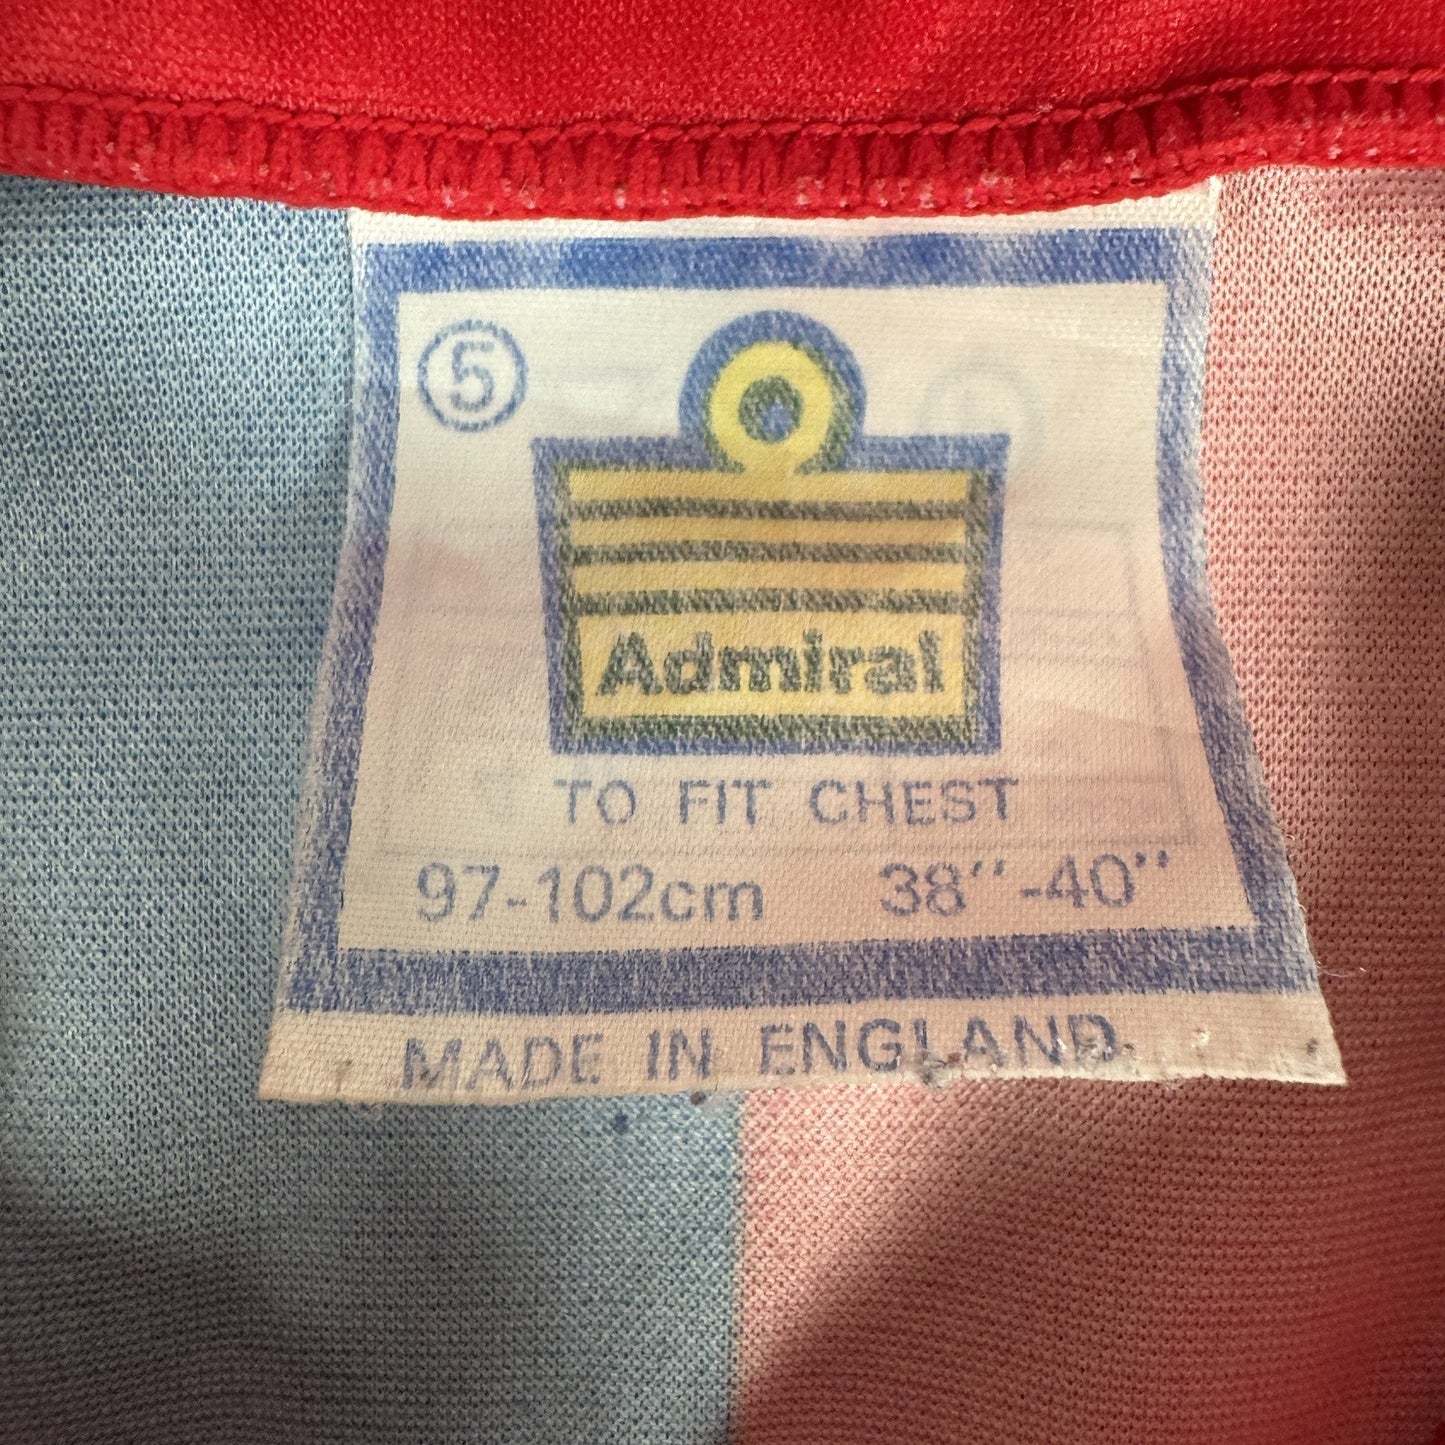 5
Admiral
TO FIT CHEST
97-102cm 38"-40"
MADE IN ENGLAND.